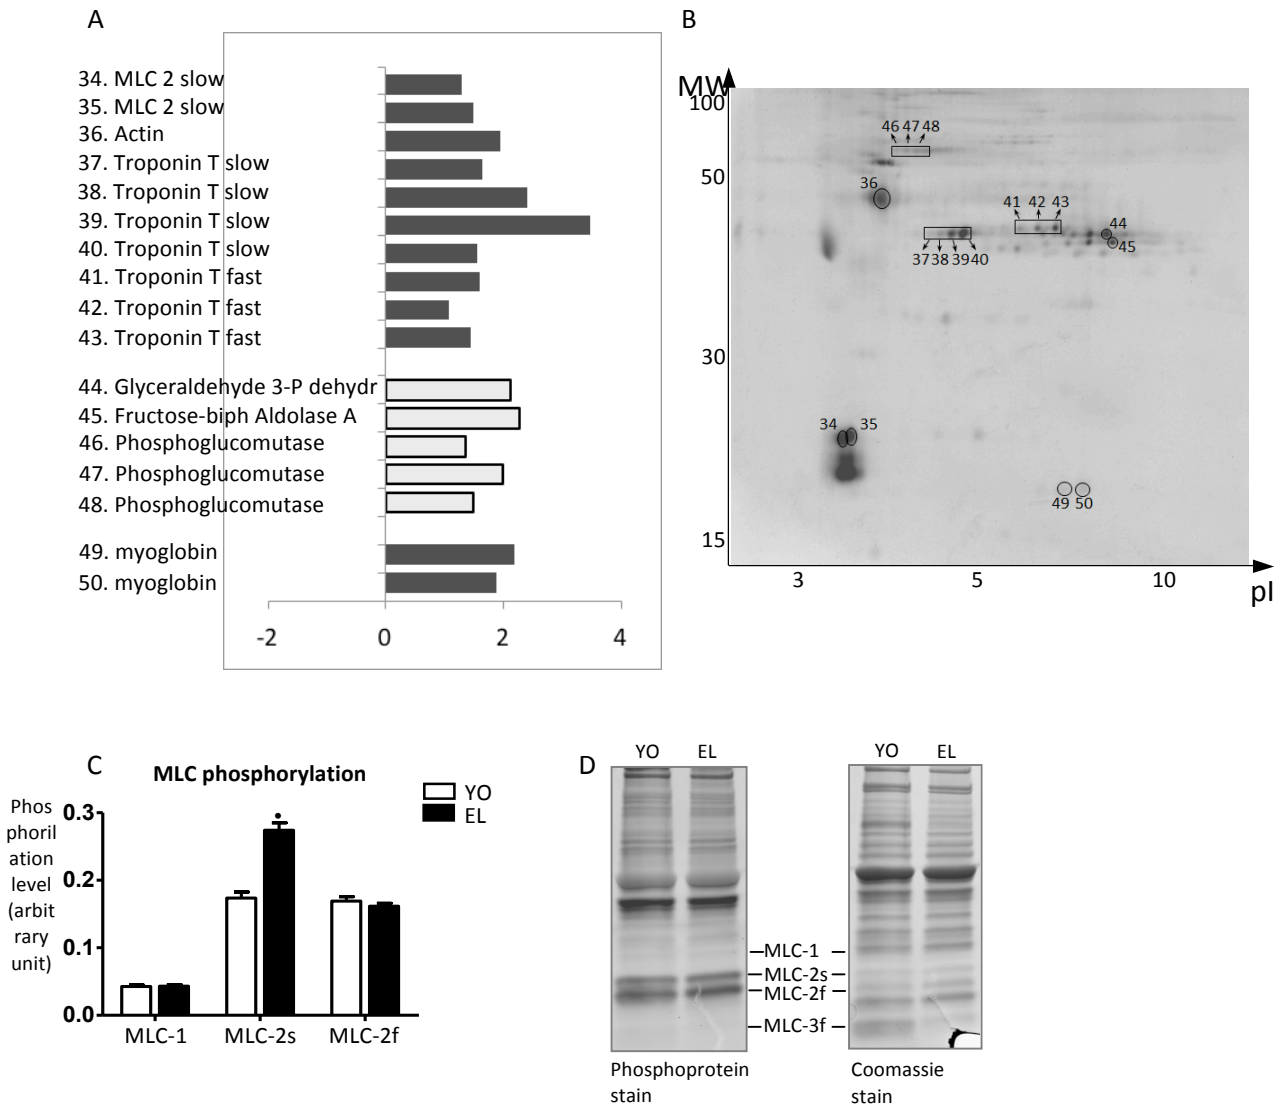 A
34. MLC 2 slow
35. MLC 2 slow
36. Actin
37. Troponin T slow
38. Troponin T slow
39. Troponin T slow
40. Troponin T slow
41. Troponin T fast
42. Troponin T fast
43. Troponin T fast
44. Glyceraldehyde 3-P dehydr
45. Fructose-biph Aldolase A
46. Phosphoglucomutase
47. Phosphoglucomutase
48. Phosphoglucomutase
49. myoglobin
50. myoglobin
-2 0 2 4
B
MW
100
50
30
15
46 47 48
36
41 42 43
44
45
37 38 39 40
34 35
49 50
3 5 10
pI
C
MLC phosphorylation
YO
EL
Phos
phoril
ation
level
(arbit
rary
unit)
0.3
0.2
0.1
0.0
MLC-1 MLC-2s MLC-2f
D
YO EL
YO EL
MLC-1
MLC-2s
MLC-2f
MLC-3f
Phosphoprotein
stain
Coomassie
stain